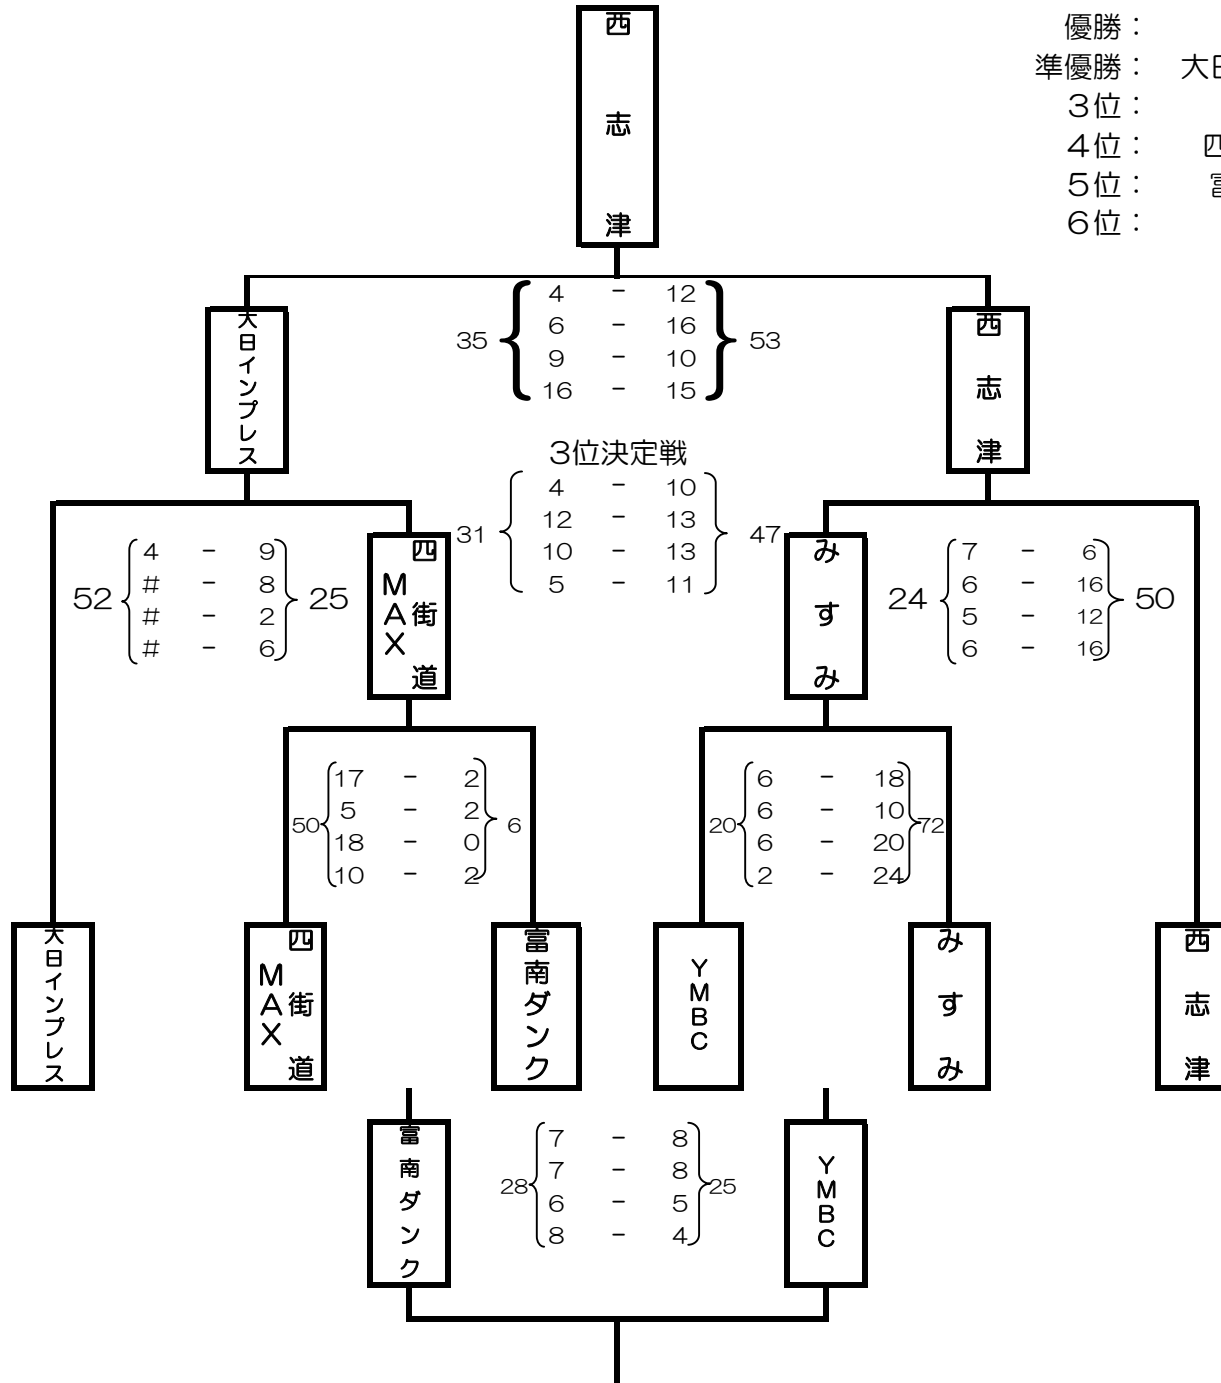 西志津
優勝：
準優勝： 大日
3位：
4位： 四
5位： 富
6位：
大日インプレス
35
4 - 12
6 - 16
9 - 10
16 - 15
53
西志津
3位決定戦
31
4 - 10
12 - 13
10 - 13
5 - 11
47
52
4 - 9
# - 8
# - 2
# - 6
25
四街道
MAX
みすみ
24
7 - 6
6 - 16
5 - 12
6 - 16
50
50
17 - 2
5 - 2
18 - 0
10 - 2
6
20
6 - 18
6 - 10
6 - 20
2 - 24
72
大日インプレス
四街道
MAX
富南ダンク
YMBC
みすみ
西志津
富南ダンク
28
7 - 8
7 - 8
6 - 5
8 - 4
25
YMBC